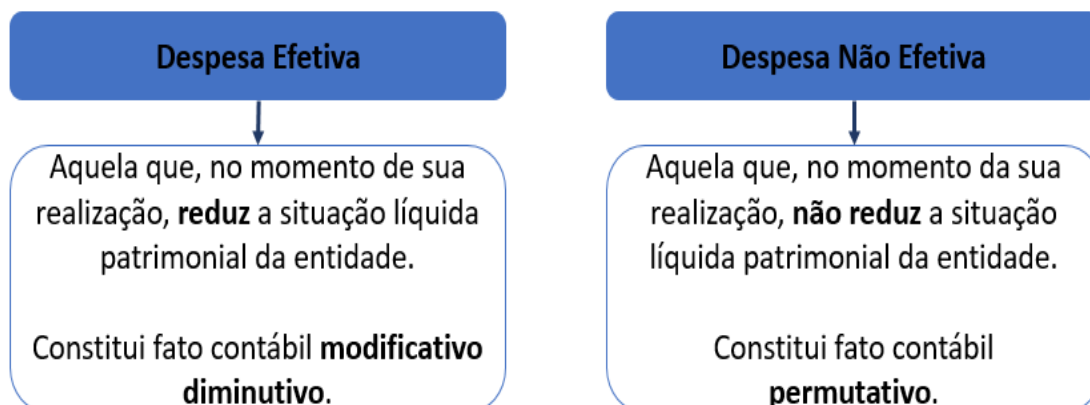 Despesa Efetiva
Aquela que, no momento de sua
realização, reduz a situação líquida
patrimonial da entidade.
Constitui fato contábil modificativo
diminutivo.
Despesa Não Efetiva
Aquela que, no momento da sua
realização, não reduz a situação
líquida patrimonial da entidade.
Constitui fato contábil
permutativo.